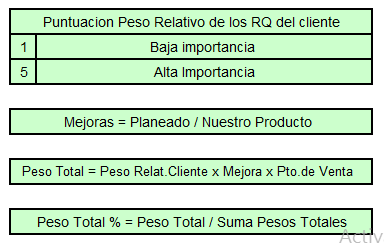 Puntuacion Peso Relativo de los RQ del cliente
1 Baja importancia
5 Alta Importancia
Mejoras = Planeado / Nuestro Producto
Peso Total = Peso Relat.Cliente x Mejora x Pto.de Venta
Peso Total % = Peso Total / Suma Pesos Totales
Activ